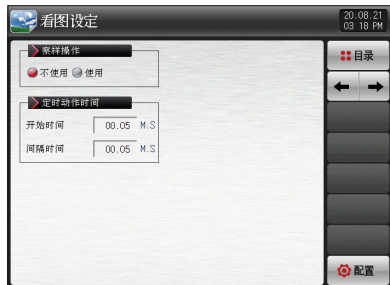 看图设定
20.08.21
03 18 PM
采样操作
不使用 使用
定时动作时间
开始时间 00.05 M.S
间隔时间 00.05 M.S
目录
配置